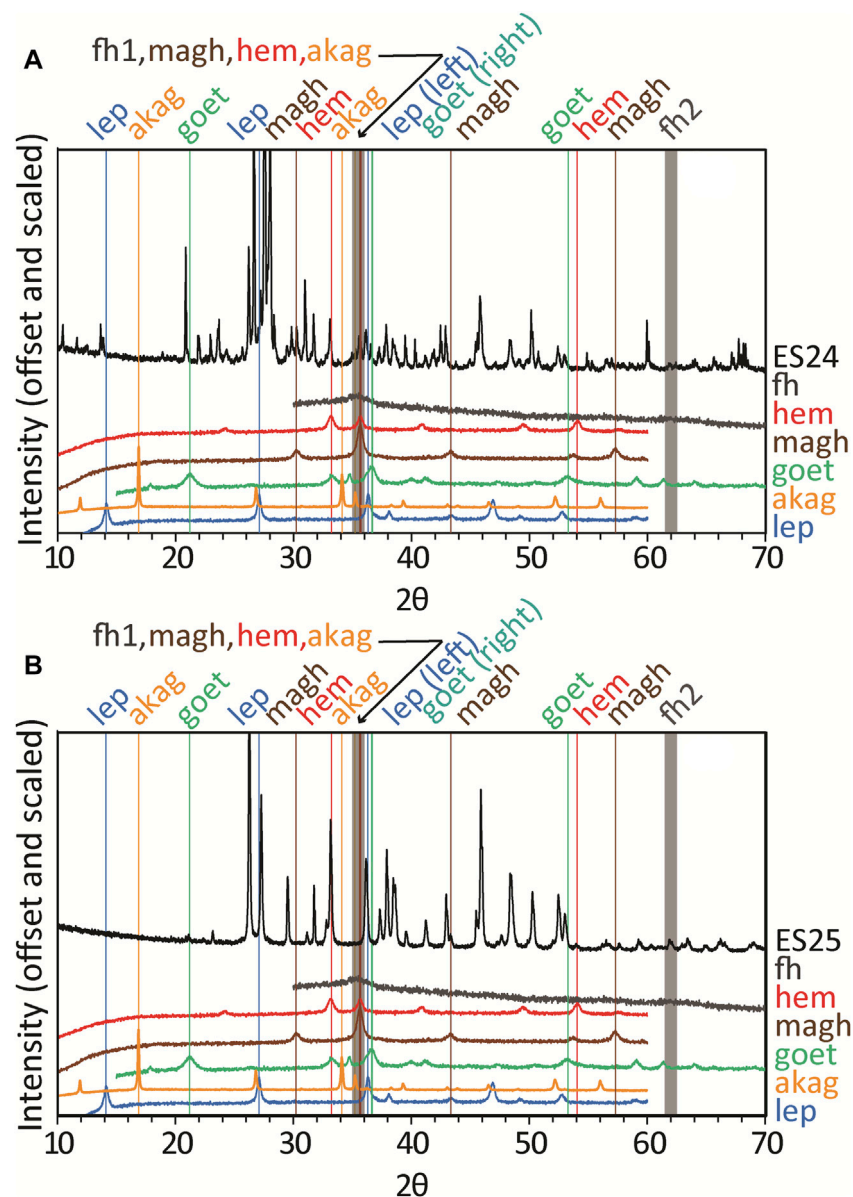 A
fh1,magh,hem,akag
lep akag goet lep magh hem akag lep (left) goet (right) magh goet hem magh fh2
Intensity (offset and scaled)
ES24
fh
hem
magh
goet
akag
lep
10 20 30 40 50 60 70
2θ
B
fh1,magh,hem,akag
lep akag goet lep magh hem akag lep (left) goet (right) magh goet hem magh fh2
Intensity (offset and scaled)
ES25
fh
hem
magh
goet
akag
lep
10 20 30 40 50 60 70
2θ